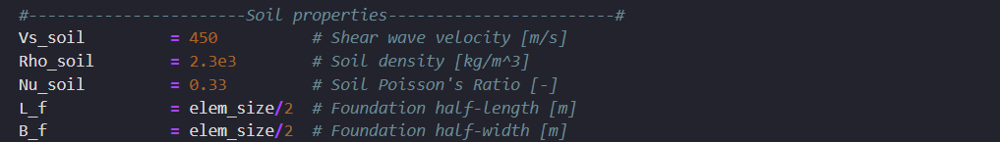 #-----------------------Soil properties------------------------#
Vs_soil = 450 # Shear wave velocity [m/s]
Rho_soil = 2.3e3 # Soil density [kg/m^3]
Nu_soil = 0.33 # Soil Poisson's Ratio [-]
L_f = elem_size/2 # Foundation half-length [m]
B_f = elem_size/2 # Foundation half-width [m]